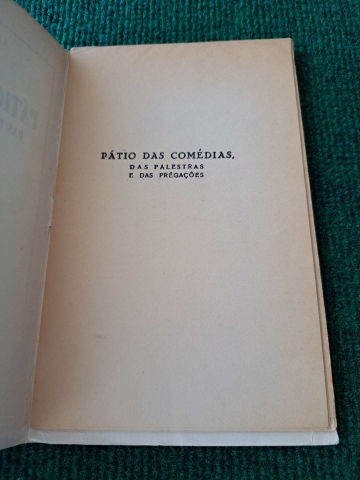 PÁTIO DAS COMÉDIAS,
DAS PALESTRAS
E DAS PRÉGAÇÕES